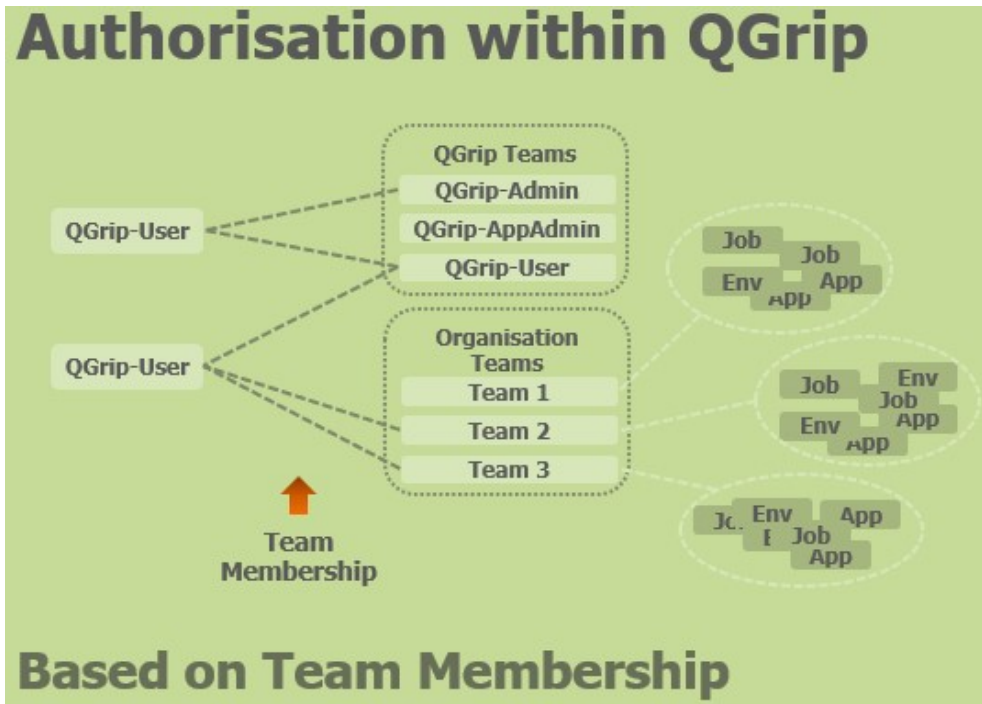 Authorisation within QGrip
QGrip Teams
QGrip-Admin
QGrip-User
QGrip-AppAdmin
QGrip-User
QGrip-User
Organisation
Teams
Team 1
Team 2
Team 3
Job
Job
Env
App
App
Job
Env
Job
Env
App
App
Env
App
Job
App
Team
Membership
Based on Team Membership